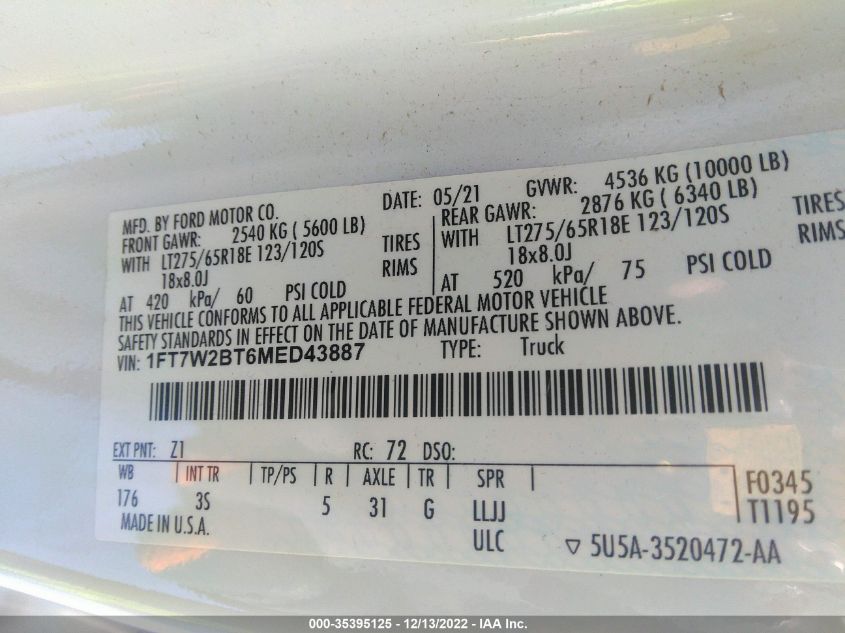 MFD. BY FORD MOTOR CO. DATE: 05/21 GVWR: 4536 KG (10000 LB)
FRONT GAWR: 2540 KG ( 5600 LB) REAR GAWR: 2876 KG ( 6340 LB)
WITH LT275/65R18E 123/120S TIRES WITH LT275/65R18E 123/120S TIRES
18x8.0J RIMS 18x8.0J RIMS
AT 420 kPa/ 60 PSI COLD AT 520 kPa/ 75 PSI COLD
THIS VEHICLE CONFORMS TO ALL APPLICABLE FEDERAL MOTOR VEHICLE
SAFETY STANDARDS IN EFFECT ON THE DATE OF MANUFACTURE SHOWN ABOVE.
VIN: 1FT7W2BT6MED43887 TYPE: Truck
EXT PNT: Z1 RC: 72 DSO:
WB INT TR TP/PS R AXLE TR SPR F0345
176 3S 5 31 G LLJJ T1195
MADE IN U.S.A. ULC ▽ 5U5A-3520472-AA
000-35395125 - 12/13/2022 - IAA Inc.